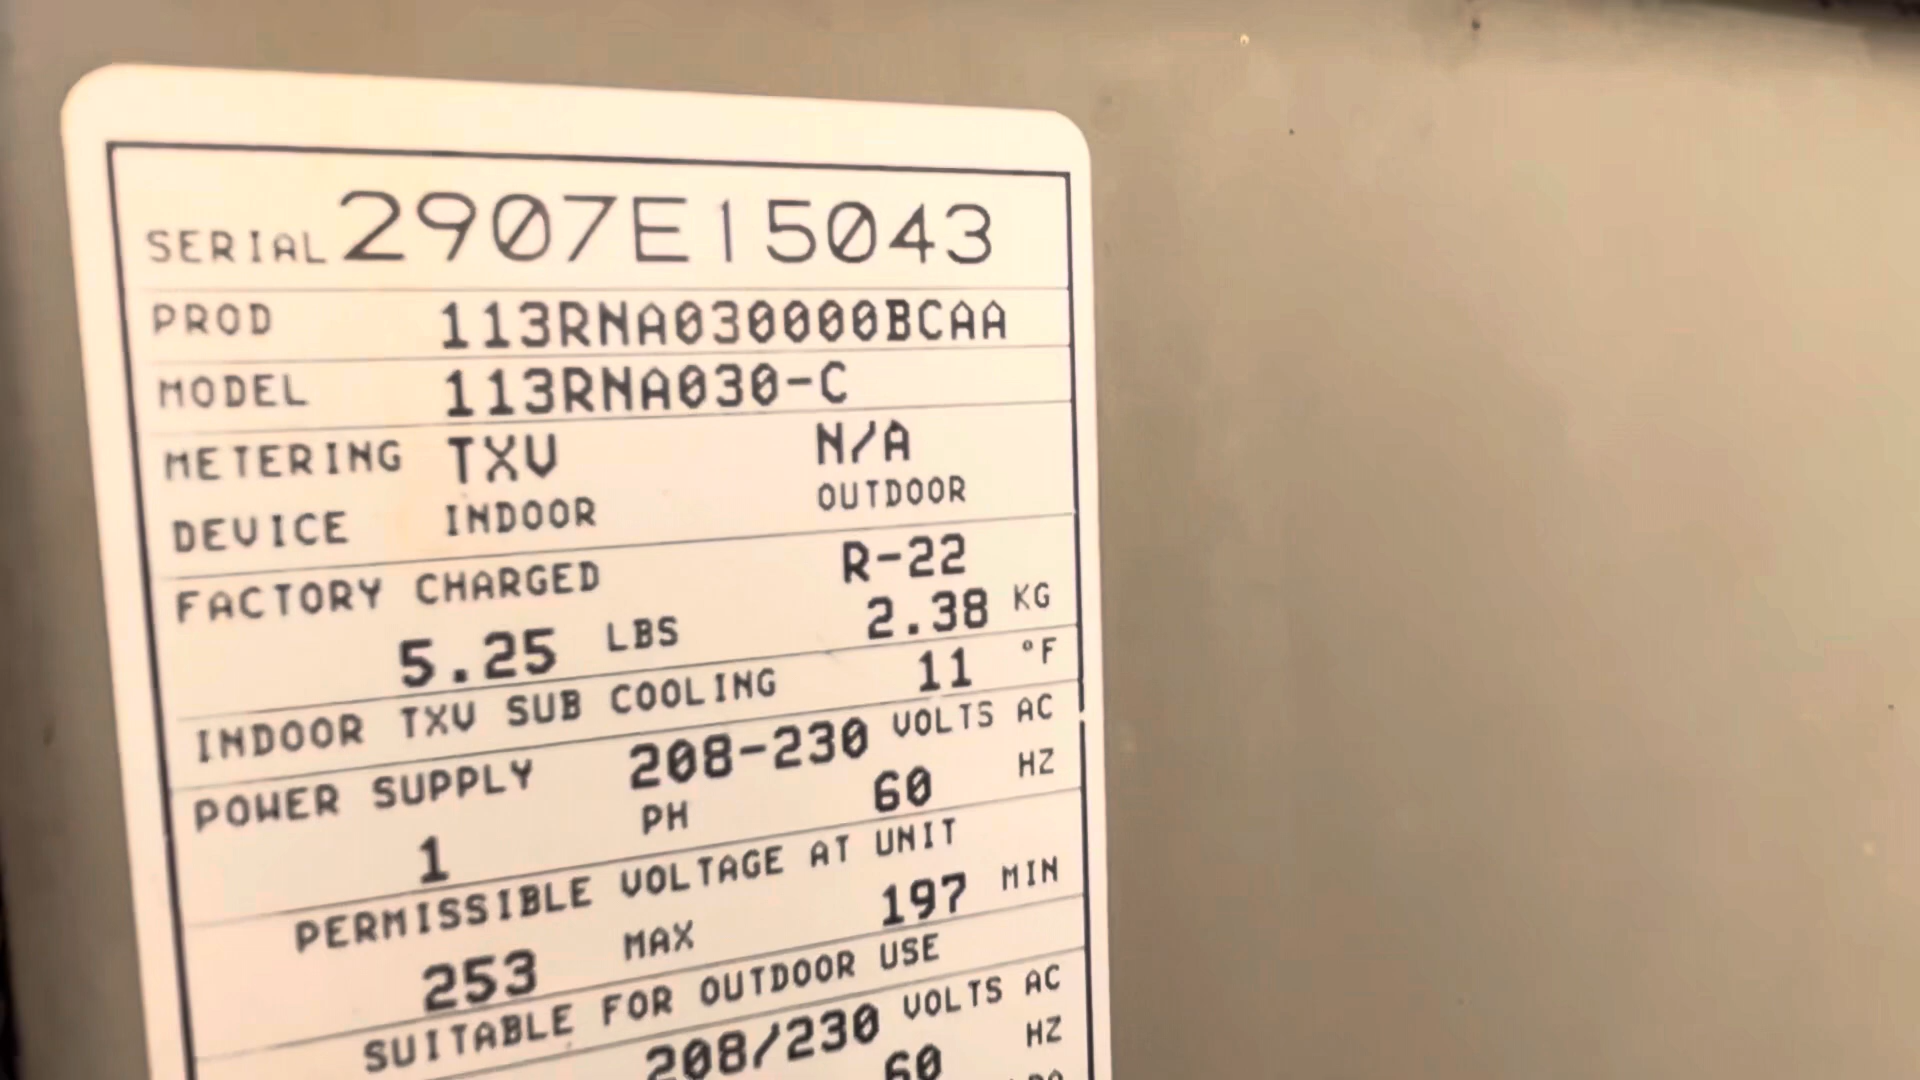 SERIAL 2907E15043
PROD 113RNA030000BCAA
MODEL 113RNA030-C
METERING TXV N/A
DEVICE INDOOR OUTDOOR
FACTORY CHARGED R-22
5.25 LBS 2.38 KG
INDOOR TXV SUB COOLING 11 °F
POWER SUPPLY 208-230 VOLTS AC
1 PH 60 HZ
PERMISSIBLE VOLTAGE AT UNIT
253 MAX 197 MIN
SUITABLE FOR OUTDOOR USE
208/230 VOLTS AC
60 HZ